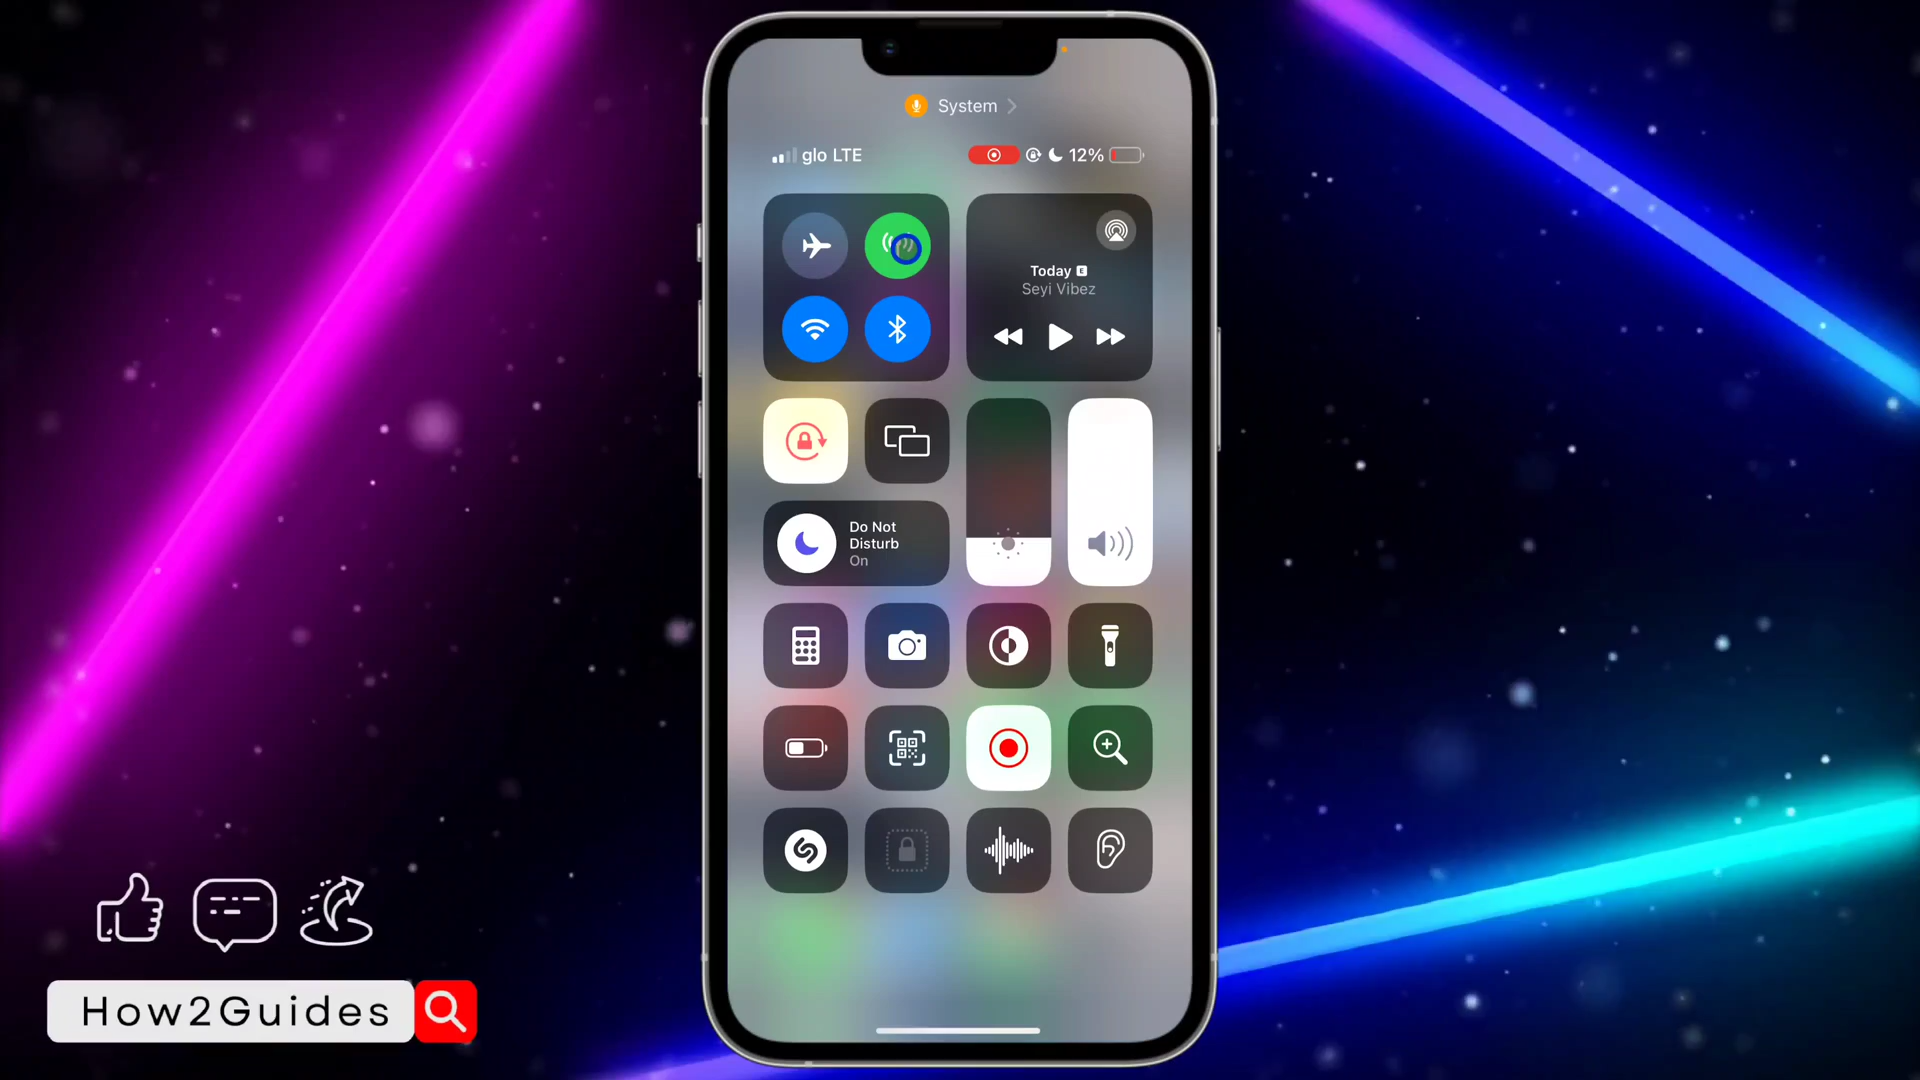 System
glo LTE
12%
Today E
Seyi Vibez
Do Not
Disturb
On
How2Guides